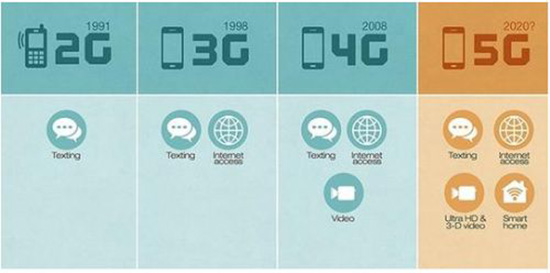 1991
2G
1998
3G
2008
4G
2020?
5G
Texting
Texting
Internet
access
Texting
Internet
access
Video
Texting
Internet
access
Ultra HD &
3-D video
Smart
home